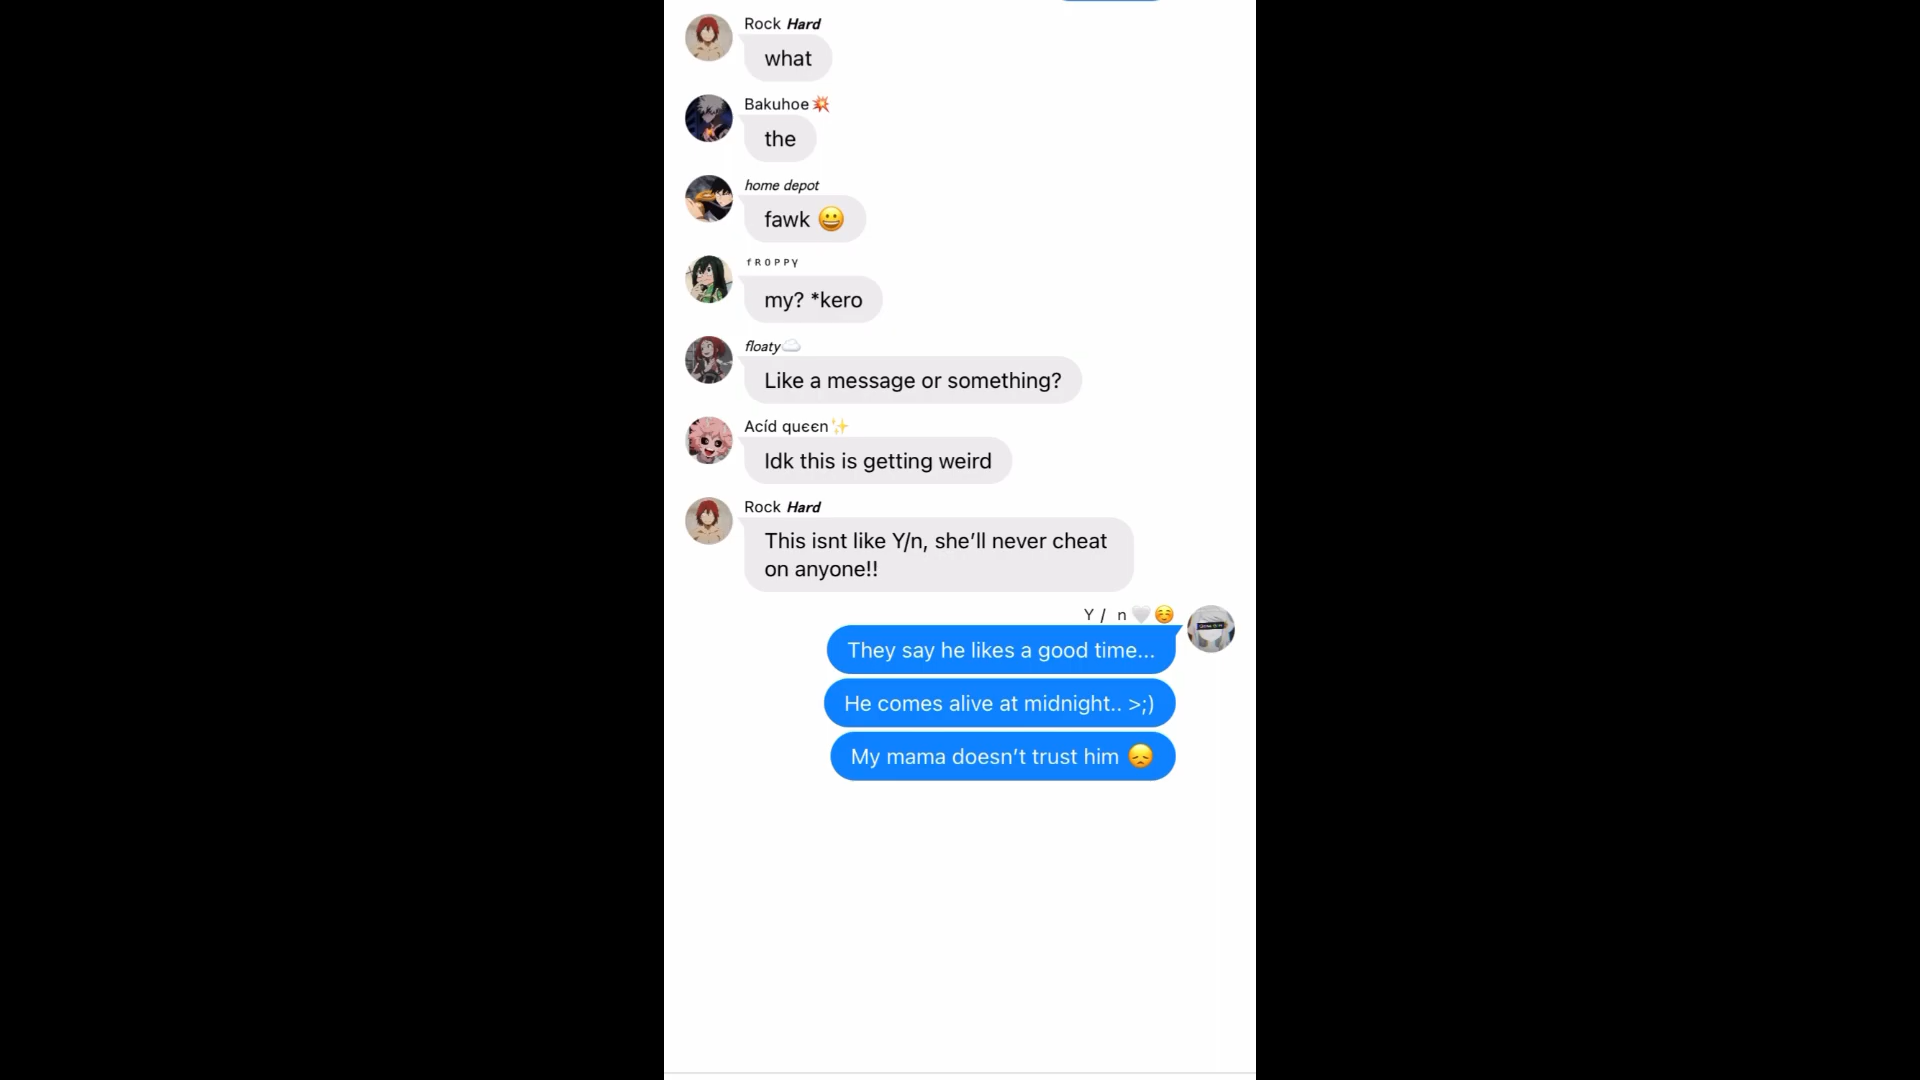 Rock Hard
what
Bakuhoe💥
the
home depot
fawk 😀
ᶠᴿᴼᴾᴾᵞ
my? *kero
floaty☁️
Like a message or something?
Acíd quєєn✨
Idk this is getting weird
Rock Hard
This isnt like Y/n, she’ll never cheat
on anyone!!
Y / n🤍☺️
They say he likes a good time...
He comes alive at midnight.. >;)
My mama doesn’t trust him 😞